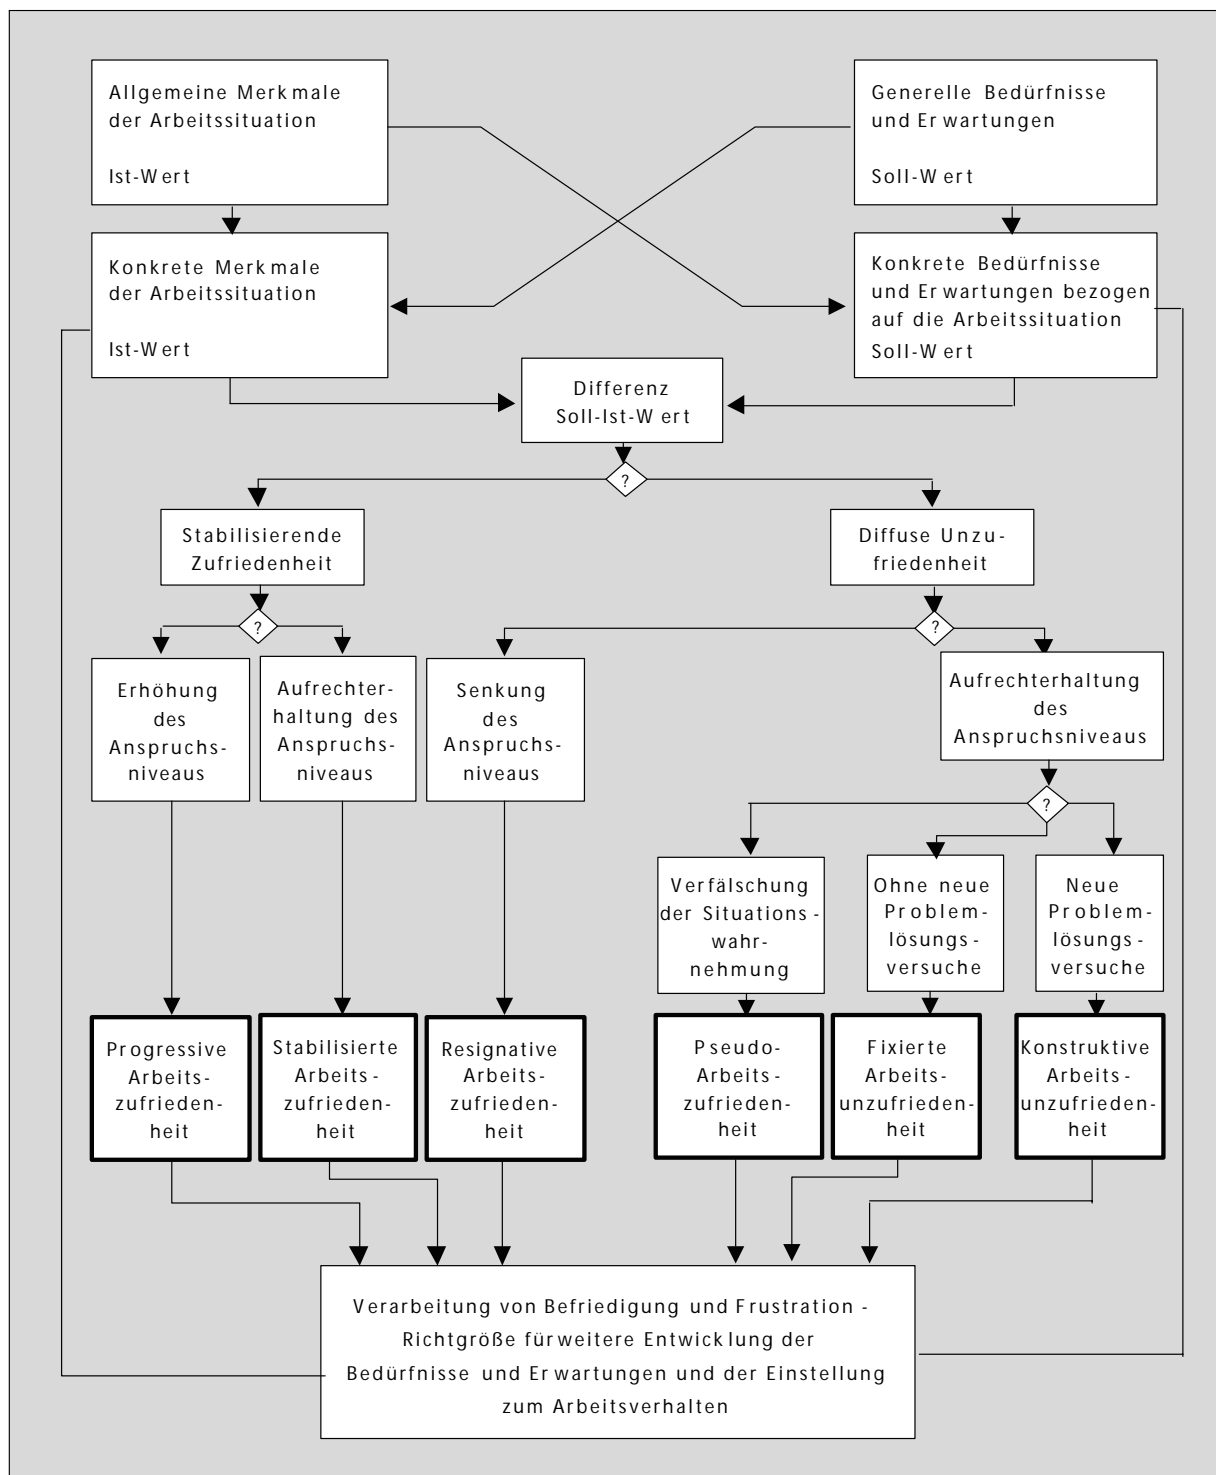 Allgemeine Merkmale
der Arbeitssituation
Ist-Wert
Generelle Bedürfnisse
und Erwartungen
Soll-Wert
Konkrete Merkmale
der Arbeitssituation
Ist-Wert
Konkrete Bedürfnisse
und Erwartungen bezogen
auf die Arbeitssituation
Soll-Wert
Differenz
Soll-Ist-Wert
?
Stabilisierende
Zufriedenheit
Diffuse Unzu-
friedenheit
?
?
Erhöhung
des
Anspruchs-
niveaus
Aufrechter-
haltung des
Anspruchs-
niveaus
Senkung
des
Anspruchs-
niveaus
Aufrechterhaltung
des
Anspruchsniveaus
?
Verfälschung
der Situations-
wahr-
nehmung
Ohne neue
Problem-
lösungs-
versuche
Neue
Problem-
lösungs-
versuche
Progressive
Arbeits-
zufrieden-
heit
Stabilisierte
Arbeits-
zufrieden-
heit
Resignative
Arbeits-
zufrieden-
heit
Pseudo-
Arbeits-
zufrieden-
heit
Fixierte
Arbeits-
unzufrieden-
heit
Konstruktive
Arbeits-
unzufrieden-
heit
Verarbeitung von Befriedigung und Frustration -
Richtgröße fürweitere Entwicklung der
Bedürfnisse und Erwartungen und der Einstellung
zum Arbeitsverhalten